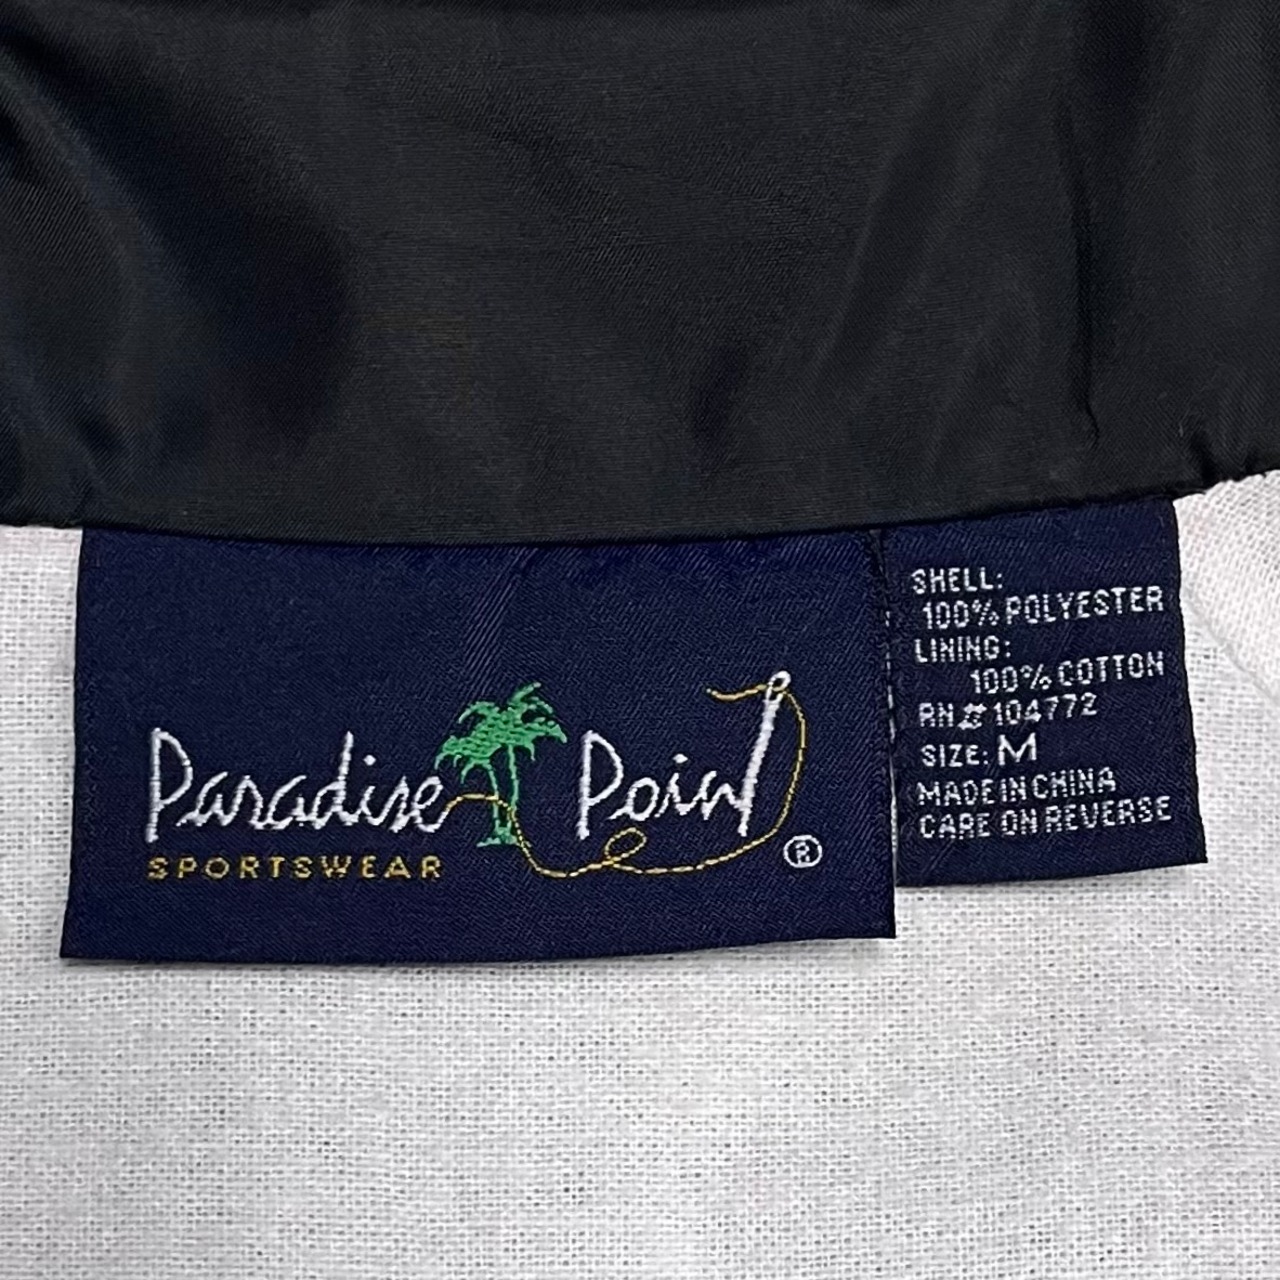 Paradise Point
SPORTSWEAR
®
SHELL:
100% POLYESTER
LINING:
100% COTTON
RN# 104772
SIZE: M
MADE IN CHINA
CARE ON REVERSE